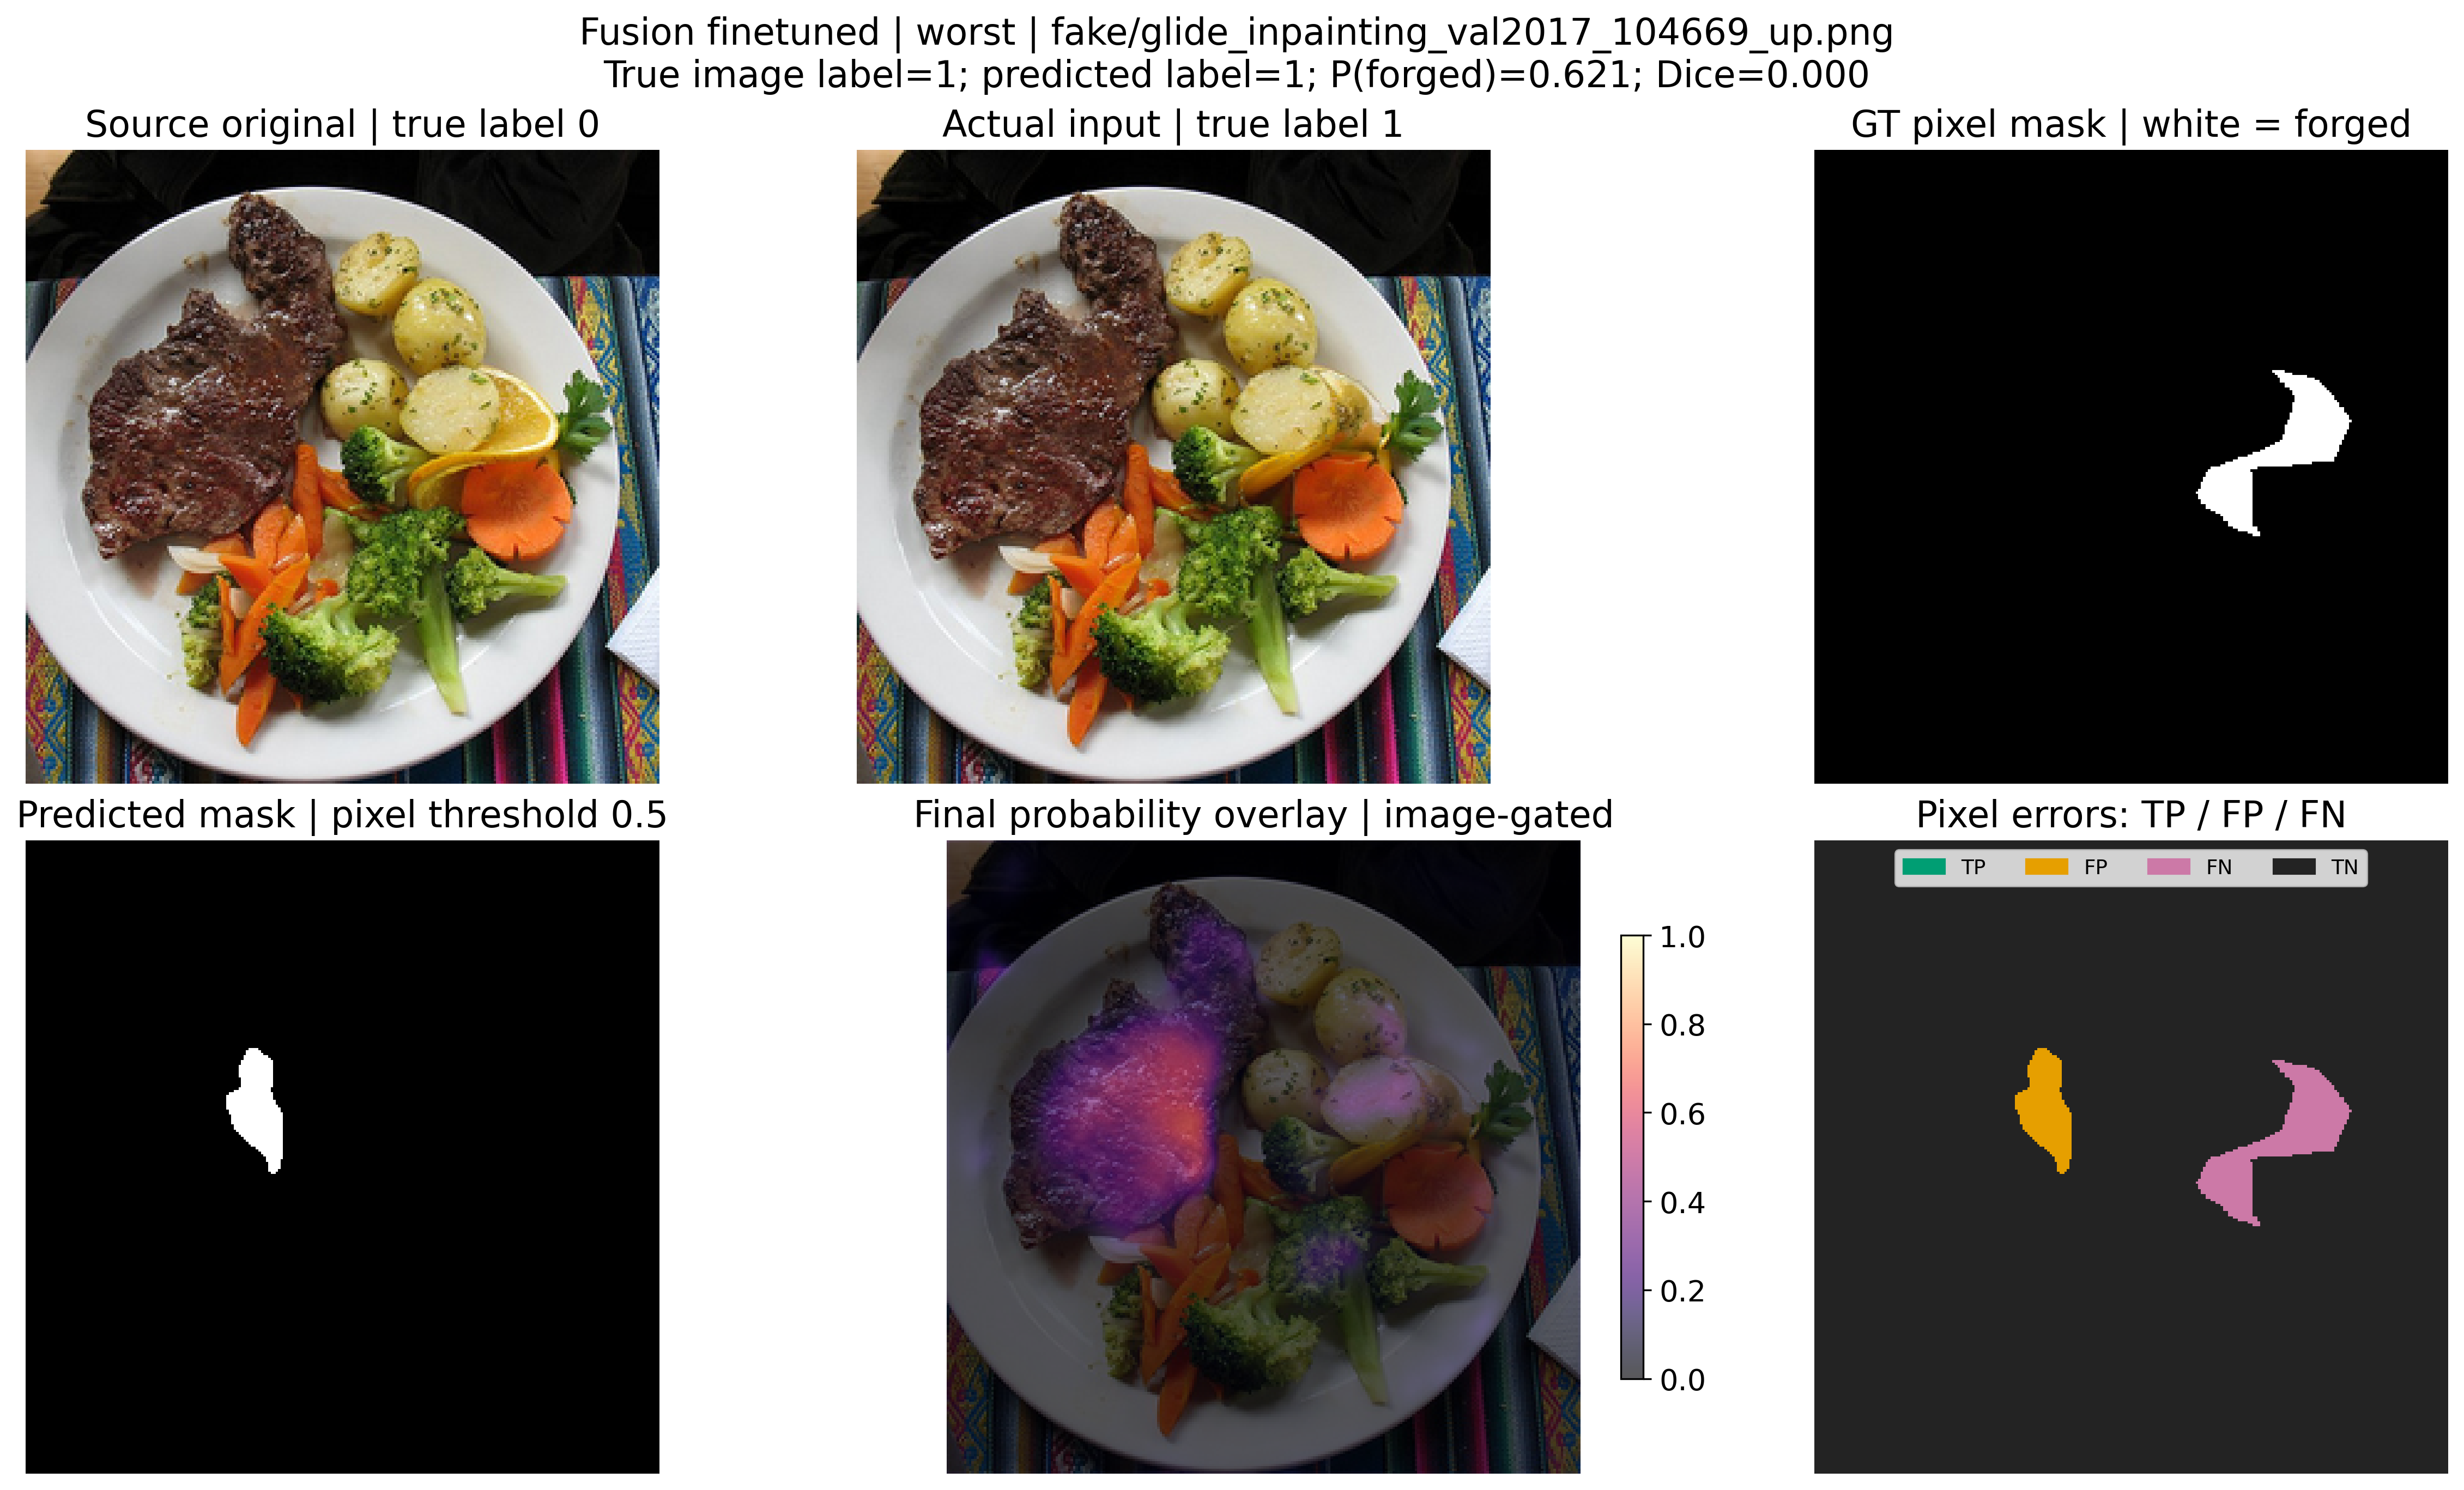 Fusion finetuned | worst | fake/glide_inpainting_val2017_104669_up.png
True image label=1; predicted label=1; P(forged)=0.621; Dice=0.000
Source original | true label 0
Actual input | true label 1
GT pixel mask | white = forged
Predicted mask | pixel threshold 0.5
Final probability overlay | image-gated
Pixel errors: TP / FP / FN
1.0
0.8
0.6
0.4
0.2
0.0
TP FP FN TN